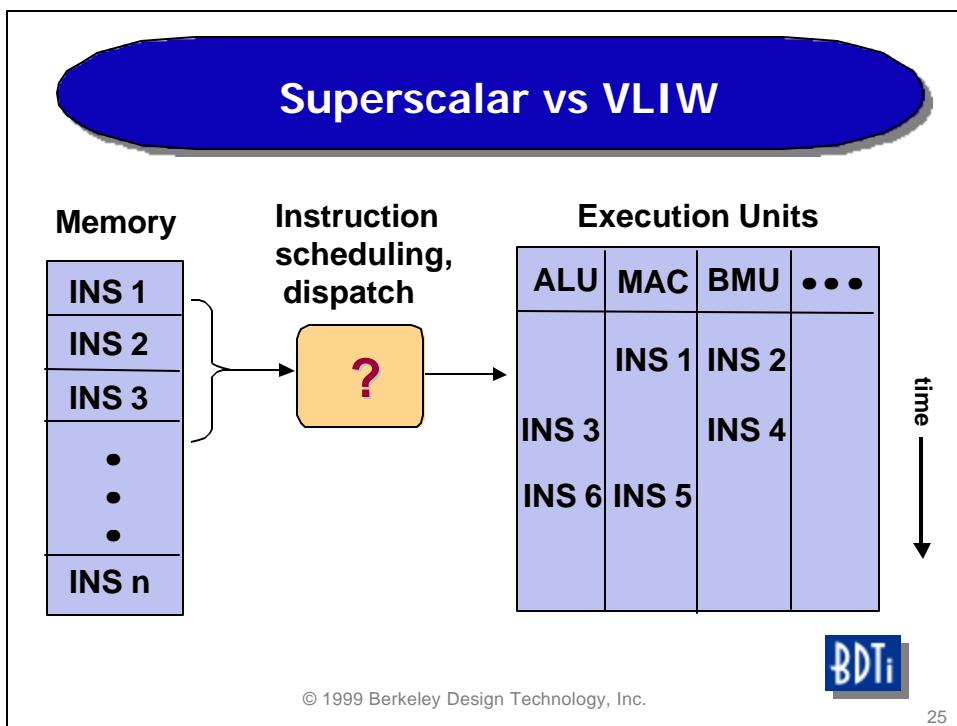 Superscalar vs VLIW
Memory
INS 1
INS 2
INS 3
INS n
Instruction
scheduling,
dispatch
?
Execution Units
ALU MAC BMU •••
INS 1 INS 2
INS 3 INS 4
INS 6 INS 5
time
BDTi
© 1999 Berkeley Design Technology, Inc.
25